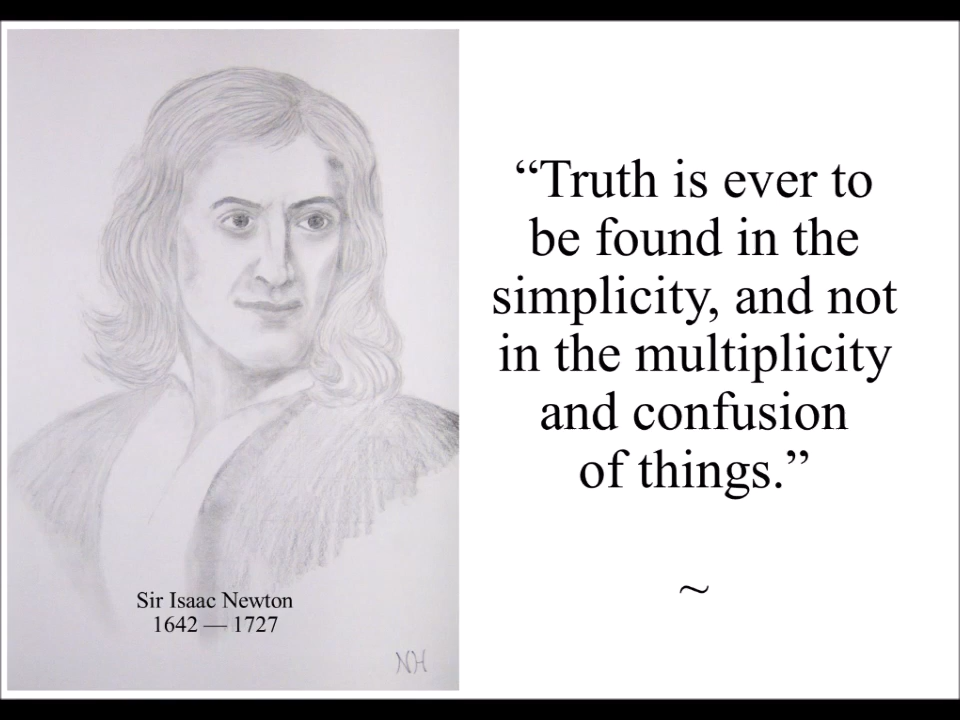 “Truth is ever to
be found in the
simplicity, and not
in the multiplicity
and confusion
of things.”
~
Sir Isaac Newton
1642 — 1727
NH